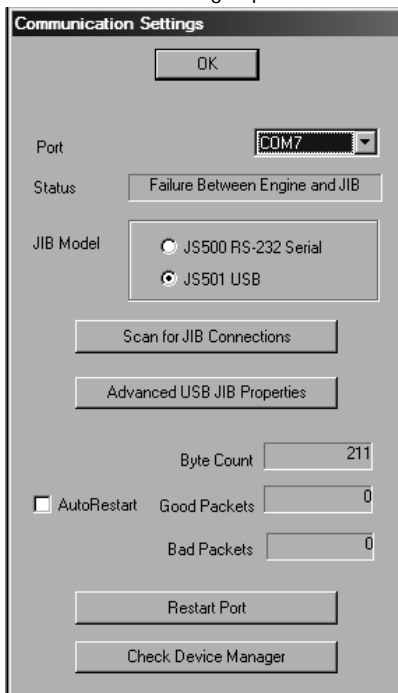 Communication Settings
OK
Port COM7
Status Failure Between Engine and JIB
JIB Model
JS500 RS-232 Serial
JS501 USB
Scan for JIB Connections
Advanced USB JIB Properties
Byte Count 211
AutoRestart Good Packets 0
Bad Packets 0
Restart Port
Check Device Manager